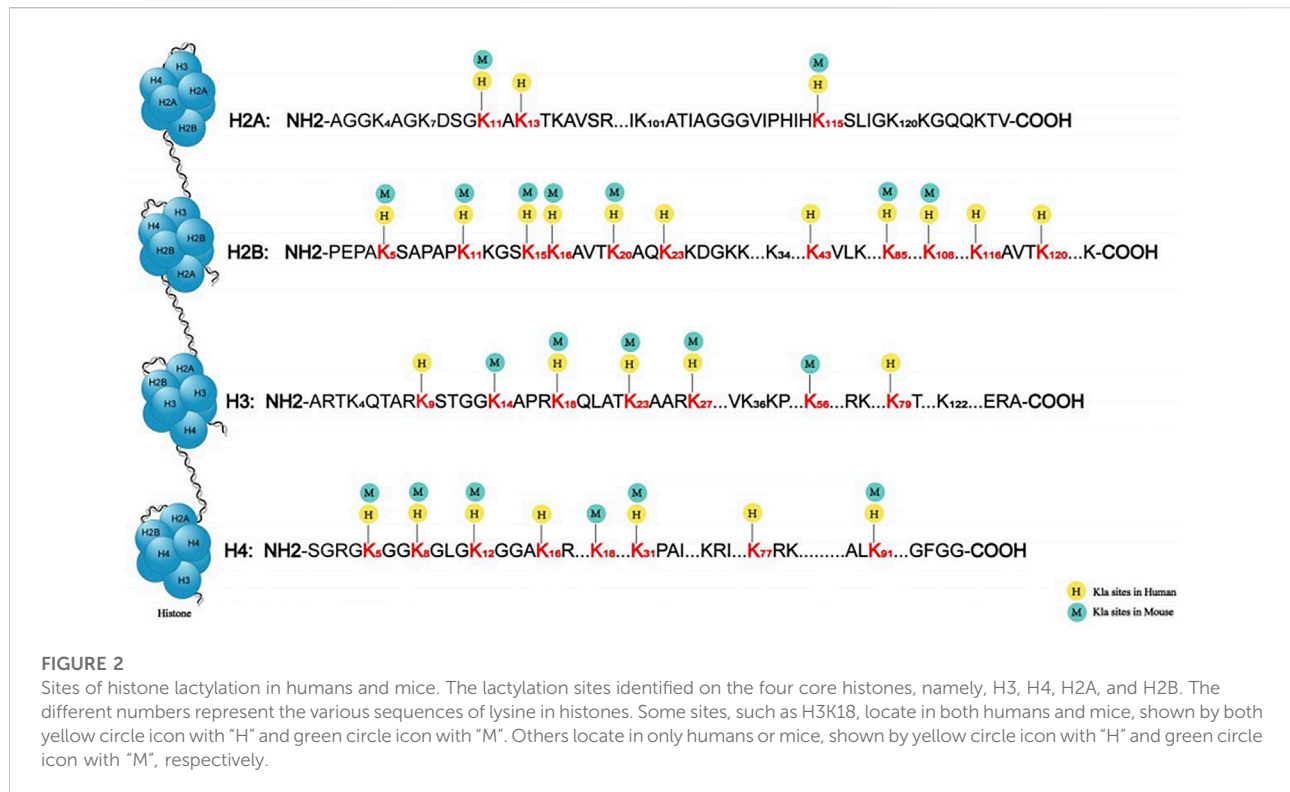 M M
H H H
H3
H4
H2A
H2A
H2B
H2A: NH2-AGGK₄AGK₇DSGK₁₁AK₁₃TKAVSR...IK₁₀₁ATIAGGGVIPHIHK₁₁₅SLIGK₁₂₀KGQQKTV-COOH
M M M M M M M
H H H H H H H H H H H
H3
H4
H2B
H2B
H2A
H2B: NH2-PEPAK₅SAPAPK₁₁KGSK₁₅K₁₆AVTK₂₀AQK₂₃KDGKK...K₃₄...K₄₃VLK...K₈₅...K₁₀₈...K₁₁₆AVTK₁₂₀...K-COOH
M M M
H M H H H M H
H2A
H2B
H3
H3
H4
H3: NH2-ARTK₄QTARK₉STGGK₁₄APRK₁₈QLATK₂₃AARK₂₇...VK₃₆KP...K₅₆...RK...K₇₉T...K₁₂₂...ERA-COOH
M M M M M
H H H H M H H H
H2A
H2B
H4
H4
H3
H4: NH2-SGRGK₅GGK₈GLGK₁₂GGAK₁₆R...K₁₈...K₃₁PAI...KRI...K₇₇RK.........ALK₉₁...GFGG-COOH
Histone
H Kla sites in Human
M Kla sites in Mouse
FIGURE 2
Sites of histone lactylation in humans and mice. The lactylation sites identified on the four core histones, namely, H3, H4, H2A, and H2B. The
different numbers represent the various sequences of lysine in histones. Some sites, such as H3K18, locate in both humans and mice, shown by both
yellow circle icon with “H” and green circle icon with “M”. Others locate in only humans or mice, shown by yellow circle icon with “H” and green circle
icon with “M”, respectively.